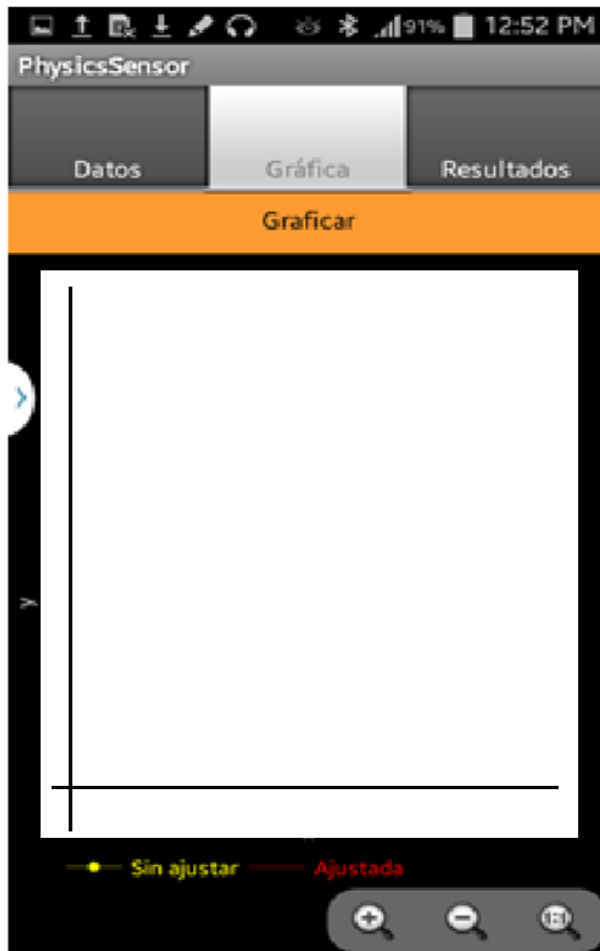 91% 12:52 PM
PhysicsSensor
Datos Gráfica Resultados
Graficar
y
Sin ajustar Ajustada